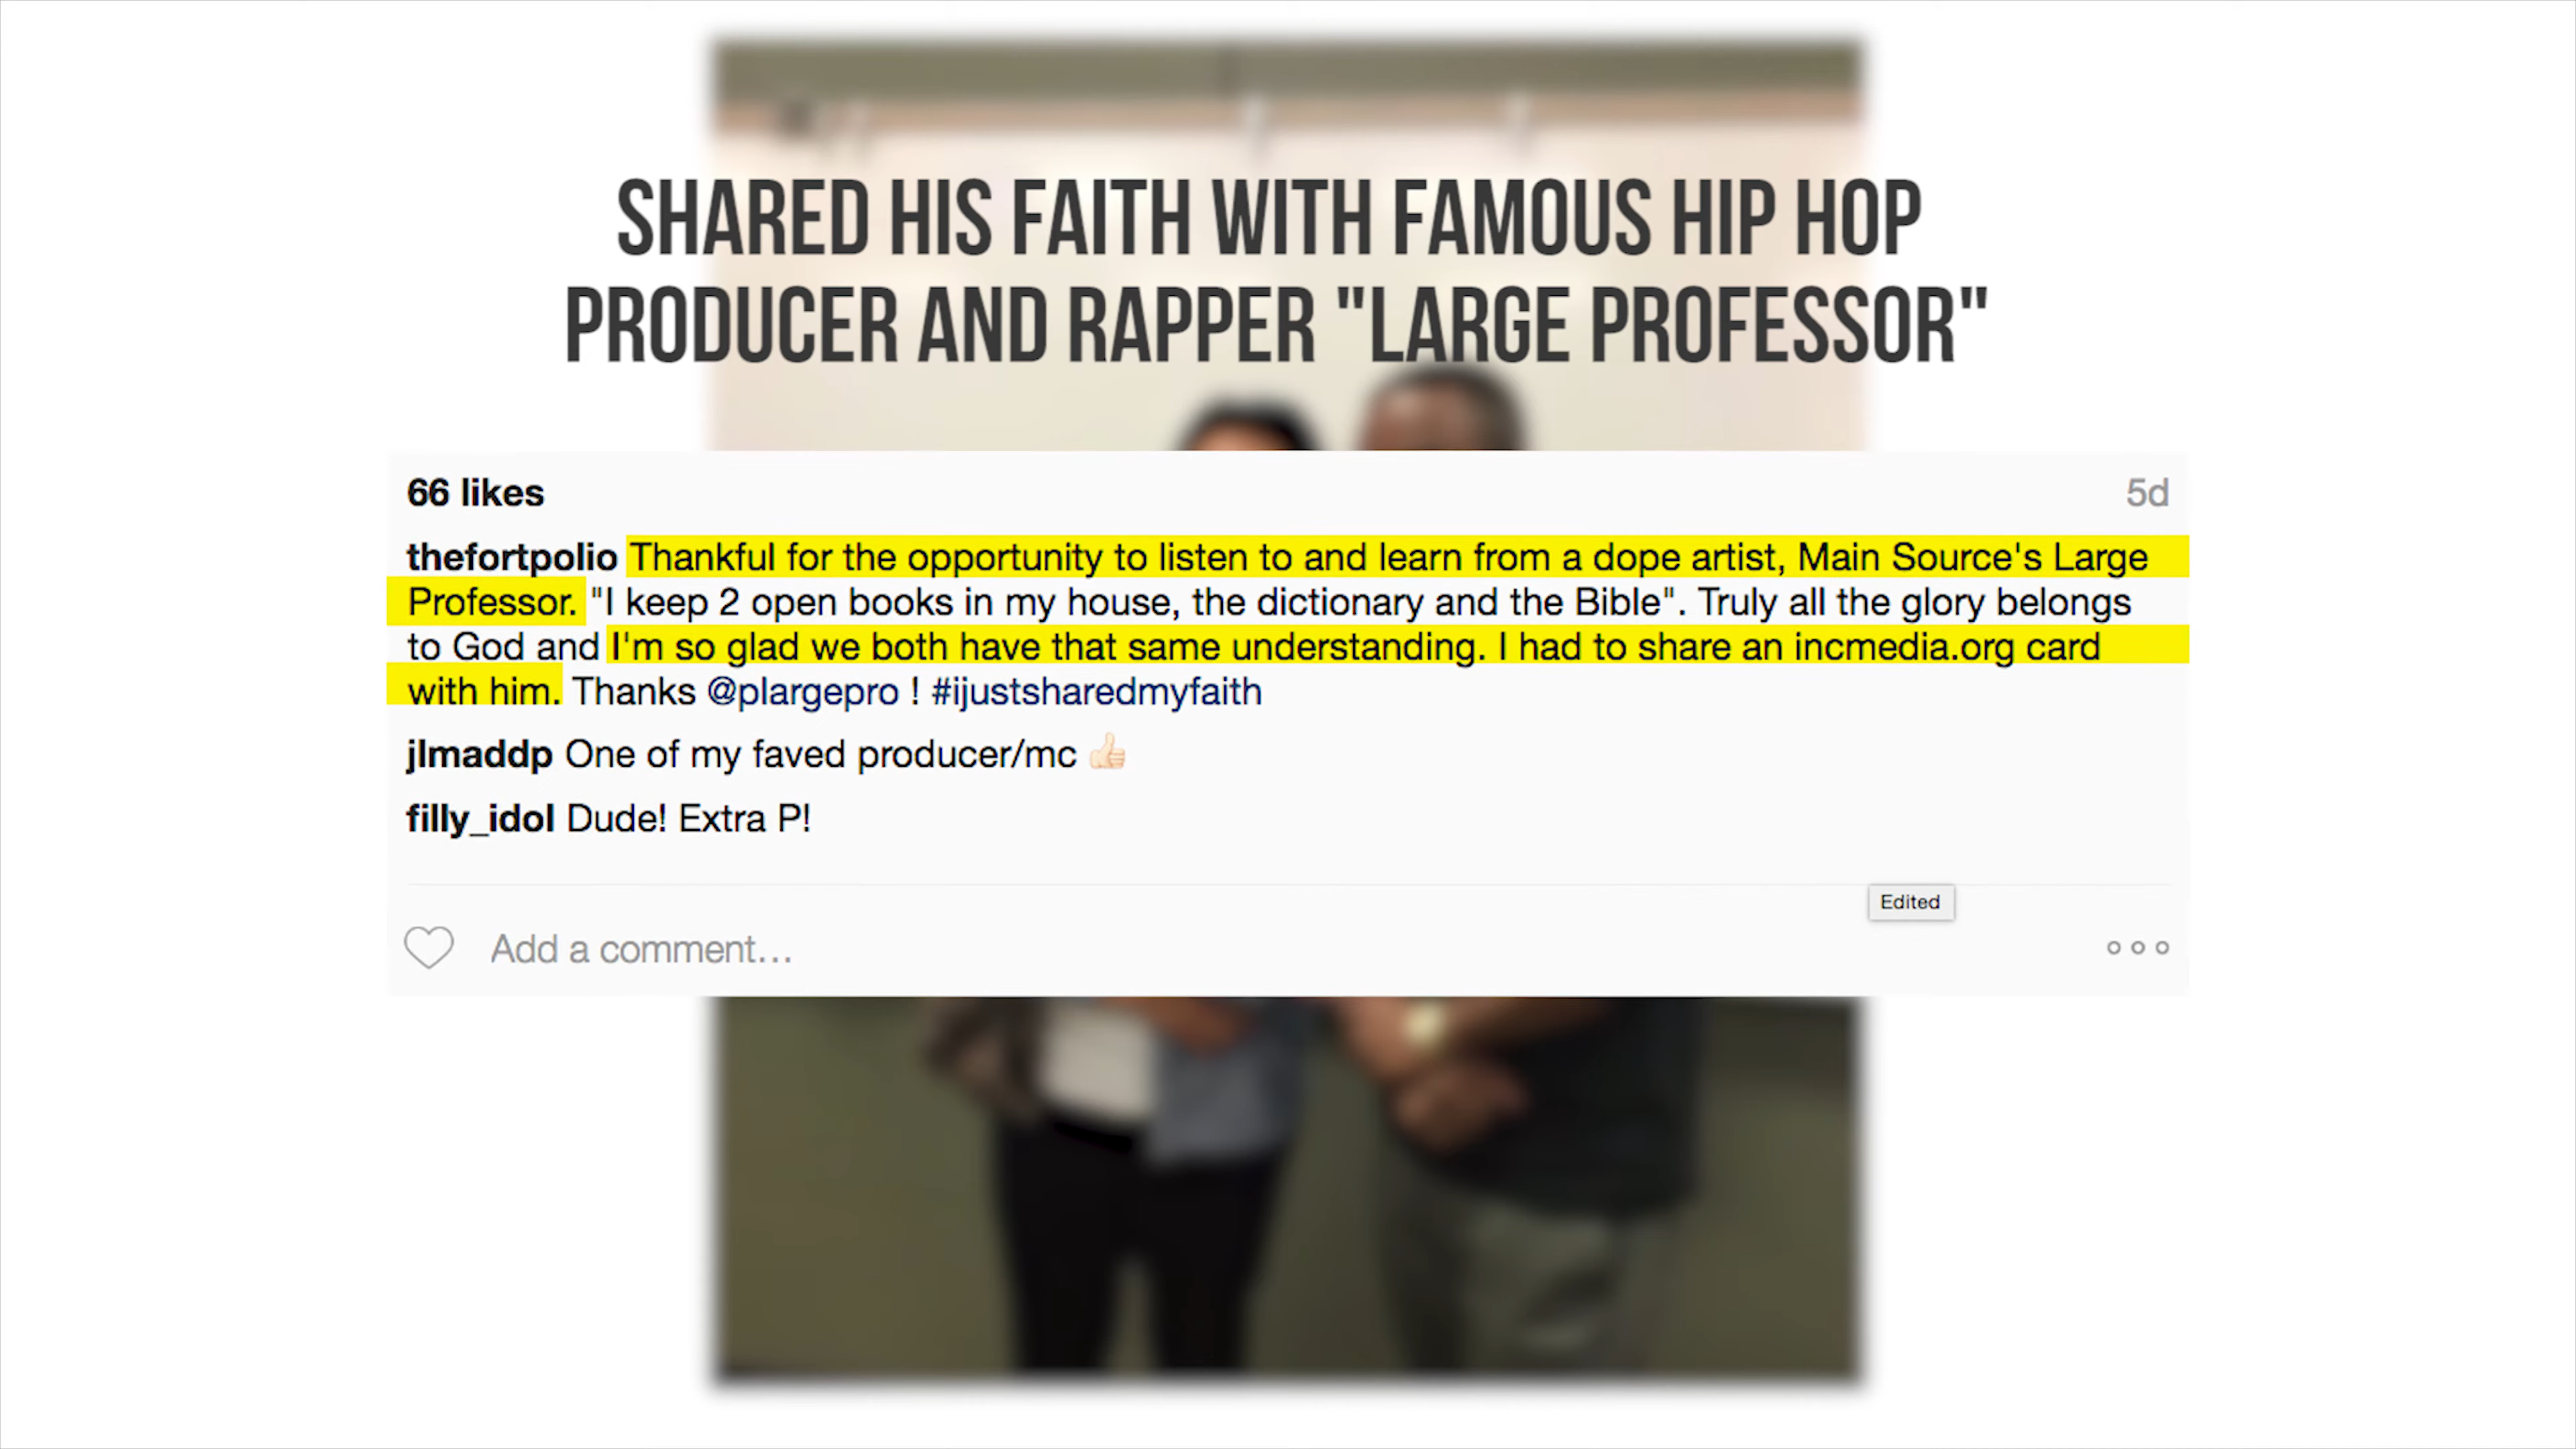 SHARED HIS FAITH WITH FAMOUS HIP HOP
PRODUCER AND RAPPER "LARGE PROFESSOR"
66 likes 5d
thefortpolio Thankful for the opportunity to listen to and learn from a dope artist, Main Source's Large
Professor. "I keep 2 open books in my house, the dictionary and the Bible". Truly all the glory belongs
to God and I'm so glad we both have that same understanding. I had to share an incmedia.org card
with him. Thanks @plargepro ! #ijustsharedmyfaith
jlmaddp One of my faved producer/mc 👍🏻
filly_idol Dude! Extra P!
Edited
Add a comment...